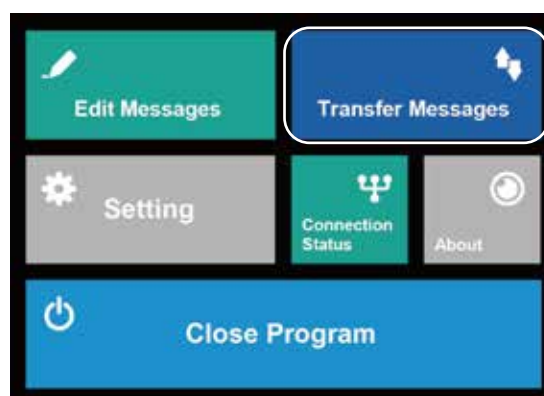 Edit Messages
Transfer Messages
Setting
Connection
Status
About
Close Program